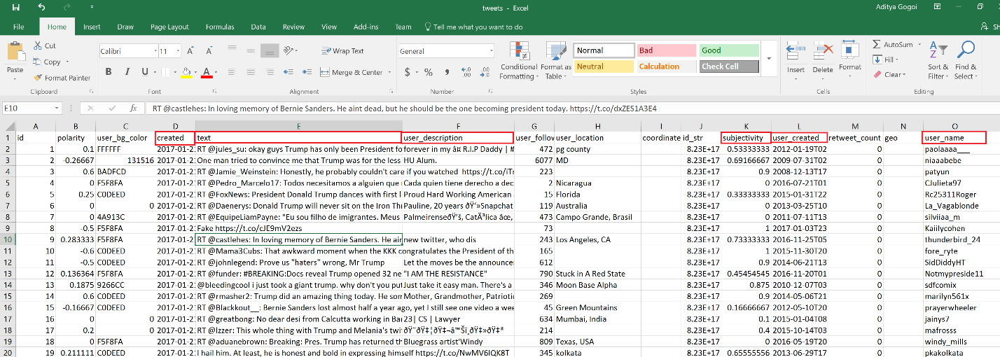 tweets - Excel
Aditya Gogoi
File Home Insert Draw Page Layout Formulas Data Review View Add-ins Team Tell me what you want to do
Cut
Copy
Format Painter
Paste
Calibri 11
B I U
Wrap Text
Merge & Center
General
$ % ,
Conditional Formatting
Format as Table
Normal Bad Good
Neutral Calculation Check Cell
Insert Delete Format
AutoSum
Fill
Clear
Sort & Filter
Find & Select
Clipboard Font Alignment Number Styles Cells Editing
E10 fx RT @castlehes: In loving memory of Bernie Sanders. He aint dead, but he should be the one becoming president today. https://t.co/dxZES1A3E4
A B C D E F G H I J K L M N O
1 id polarity user_bg_color created text user_description user_follow user_location coordinate id_str subjectivity user_created retweet_count geo user_name
2 1 0.1 FFFFFF 2017-01-2 RT @jules_su: okay guys Trump has only been President fo forever in my â¤ R.I.P Daddy | # 472 pg county 8.23E+17 0.53333333 2012-01-19T02 0 paolaaaa___
3 2 -0.26667 131516 2017-01-2 One man tried to convince me that Trump was for the less HU Alum. 6077 MD 8.23E+17 0.69166667 2009-07-31T02 0 niaaabebe
4 3 0.6 BADFCD 2017-01-2 RT @Jamie_Weinstein: Honestly, he probably couldn't care if you watched https://t.co/iTr 223 8.23E+17 0.9 2008-12-13T17 0 patyun
5 4 0 F5F8FA 2017-01-2 RT @Pedro_Marcelo17: Todos necesitamos a alguien que Cada quien tiene derecho a dec 2 Nicaragua 8.23E+17 0 2016-07-21T01 0 CJulieta97
6 5 0.25 C0DEED 2017-01-2 RT @FoxNews: President Donald Trump dances with first l Proud Hard Working American 15 Florida 8.23E+17 0.33333333 2015-01-31T22 0 Rc25311Roger
7 6 0 0 2017-01-2 RT @Daenerys: Donald Trump will never sit on the Iron Th Pauline, 20 years ðŸ‘»Snapchat 119 Australia 8.23E+17 0 2013-03-25T10 0 La_Vagablonde
8 7 0 4A913C 2017-01-2 RT @EquipeLiamPayne: "Eu sou filho de imigrantes. Meus PalmeirenseðŸ’š, CatÃ³lica âœ, 473 Campo Grande, Brasil 8.23E+17 0 2011-07-11T13 0 silviiaa_m
9 8 -0.5 F5F8FA 2017-01-2 Fake https://t.co/cJE9mV2ezs 73 8.23E+17 1 2017-01-03T23 0 Kaiilycohen
10 9 0.283333 F5F8FA 2017-01-2 RT @castlehes: In loving memory of Bernie Sanders. He ain new twitter, who dis 243 Los Angeles, CA 8.23E+17 0.73333333 2016-11-25T05 0 thunderbird_24
11 10 -0.6 C0DEED 2017-01-2 RT @Mama3Cubs: That awkward moment when the KKK congratulates the President of th 165 8.23E+17 1 2015-11-30T20 0 fore_ryte
12 11 -0.5 C0DEED 2017-01-2 RT @johnlegend: Prove us "haters" wrong, Mr Trump Let the moves be the announcer 612 8.23E+17 0.9 2014-06-21T13 0 SidDiddyHT
13 12 0.136364 F5F8FA 2017-01-2 RT @funder: #BREAKING:Docs reveal Trump opened 32 ne "I AM THE RESISTANCE" 790 Stuck in A Red State 8.23E+17 0.45454545 2016-11-20T01 0 Notmypreside11
14 13 0.1875 9266CC 2017-01-2 @bleedingcool i just took a giant trump. why don't you put Just take it easy man. There's a 346 Moon Base Alpha 8.23E+17 0.875 2010-12-07T03 0 sdfcomix
15 14 0.6 C0DEED 2017-01-2 RT @rmasher2: Trump did an amazing thing today. He som Mother, Grandmother, Patriotic 269 8.23E+17 0.9 2014-05-06T21 0 marilyn561x
16 15 -0.16667 C0DEED 2017-01-2 RT @Blackkout__: Bernie Sanders lost almost half a year ago, yet I still see one video a wee 45 Green Mountains 8.23E+17 0.16666667 2012-05-10T20 0 prayerwheeler
17 16 0 0 2017-01-2 RT @greatbong: No dear desi from Calcutta working in Ban 23| CS | Lawyer 634 Mumbai, India 8.23E+17 0.1 2015-01-04T08 0 jainys7
18 17 0.2 0 2017-01-2 RT @Izzer: This whole thing with Trump and Melania's twi 214 8.23E+17 0.4 2015-10-14T03 0 mafrosss
19 18 0 F5F8FA 2017-01-2 RT @aduanebrown: Breaking: Pres. Trump has returned th Bluegrass artist'Windy 809 Texas, USA 8.23E+17 0 2016-05-19T20 0 windy_mills
20 19 0.211111 C0DEED 2017-01-2 I hail him. At least, he is honest and bold in expressing himself https://t.co/NwMV6IQK8T 345 kolkata 8.23E+17 0.65555556 2013-06-29T17 0 pkakolkata